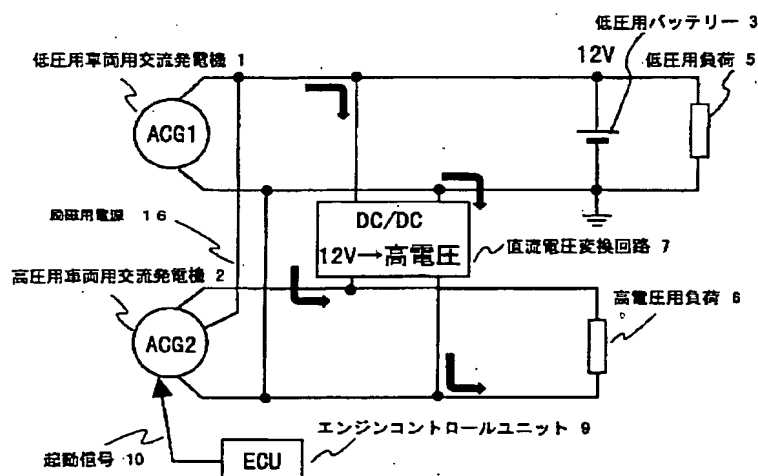 低圧用バッテリー 3
12V
低圧用車両用交流発電機 1
低圧用負荷 5
ACG1
励磁用電源 16
DC/DC
12V→高電圧
直流電圧変換回路 7
高圧用車両用交流発電機 2
高電圧用負荷 6
ACG2
エンジンコントロールユニット 9
起動信号 10
ECU